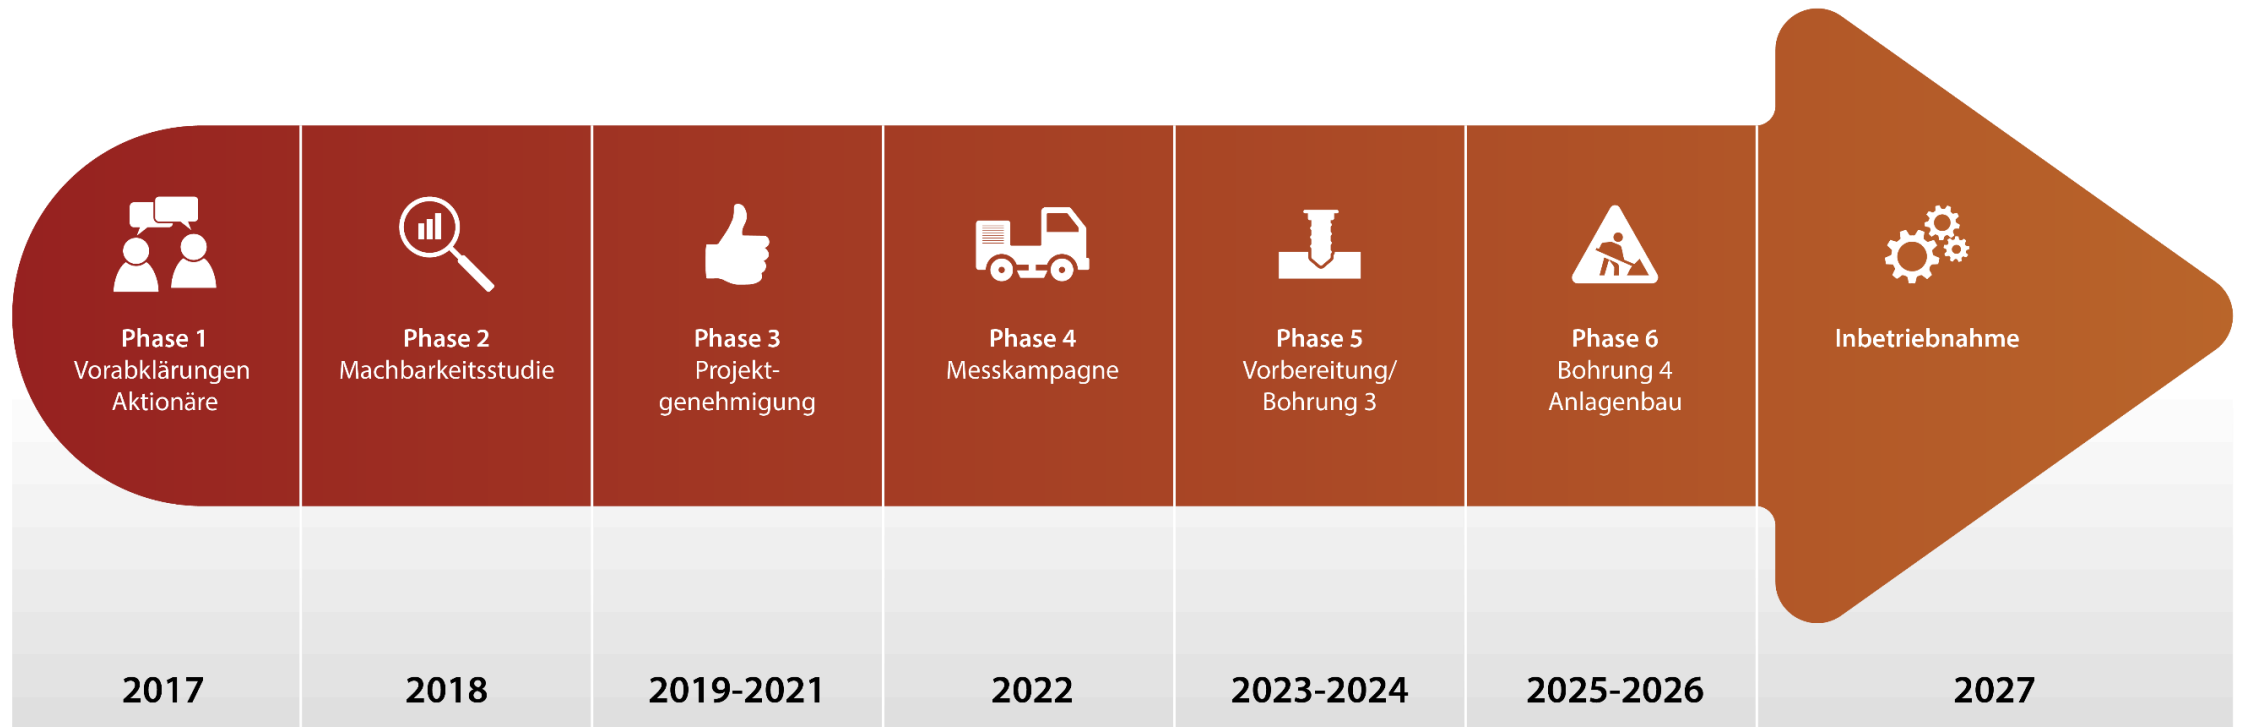 Phase 1
Vorabklärungen
Aktionäre
Phase 2
Machbarkeitsstudie
Phase 3
Projekt-
genehmigung
Phase 4
Messkampagne
Phase 5
Vorbereitung/
Bohrung 3
Phase 6
Bohrung 4
Anlagenbau
Inbetriebnahme
2017
2018
2019-2021
2022
2023-2024
2025-2026
2027